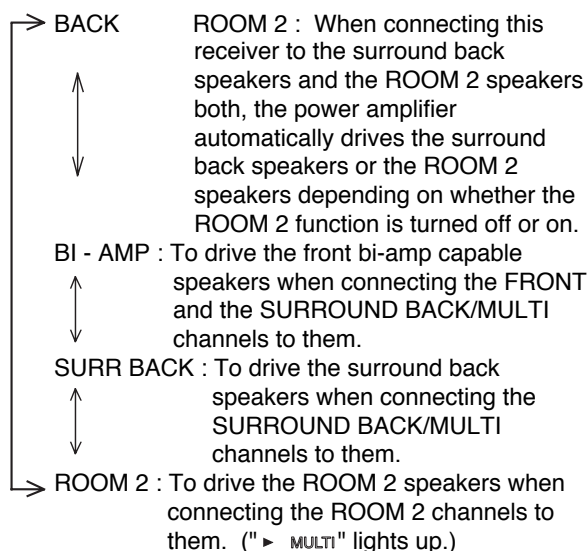 BACK ROOM 2 : When connecting this
receiver to the surround back
speakers and the ROOM 2 speakers
both, the power amplifier
automatically drives the surround
back speakers or the ROOM 2
speakers depending on whether the
ROOM 2 function is turned off or on.
BI - AMP : To drive the front bi-amp capable
speakers when connecting the FRONT
and the SURROUND BACK/MULTI
channels to them.
SURR BACK : To drive the surround back
speakers when connecting the
SURROUND BACK/MULTI
channels to them.
ROOM 2 : To drive the ROOM 2 speakers when
connecting the ROOM 2 channels to
them. ("► MULTI" lights up.)